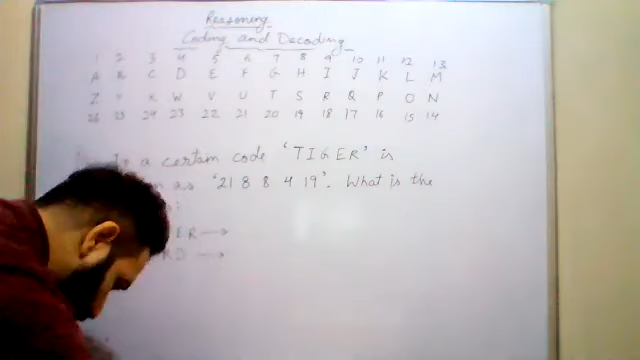 Reasoning
Coding and Decoding
1 2 3 4 5 6 7 8 9 10 11 12 13
A B C D E F G H I J K L M
Z Y X W V U T S R Q P O N
26 25 24 23 22 21 20 19 18 17 16 15 14
In a certain code 'TIGER' is
as '21 8 8 4 19'. What is the
ER →
RD →